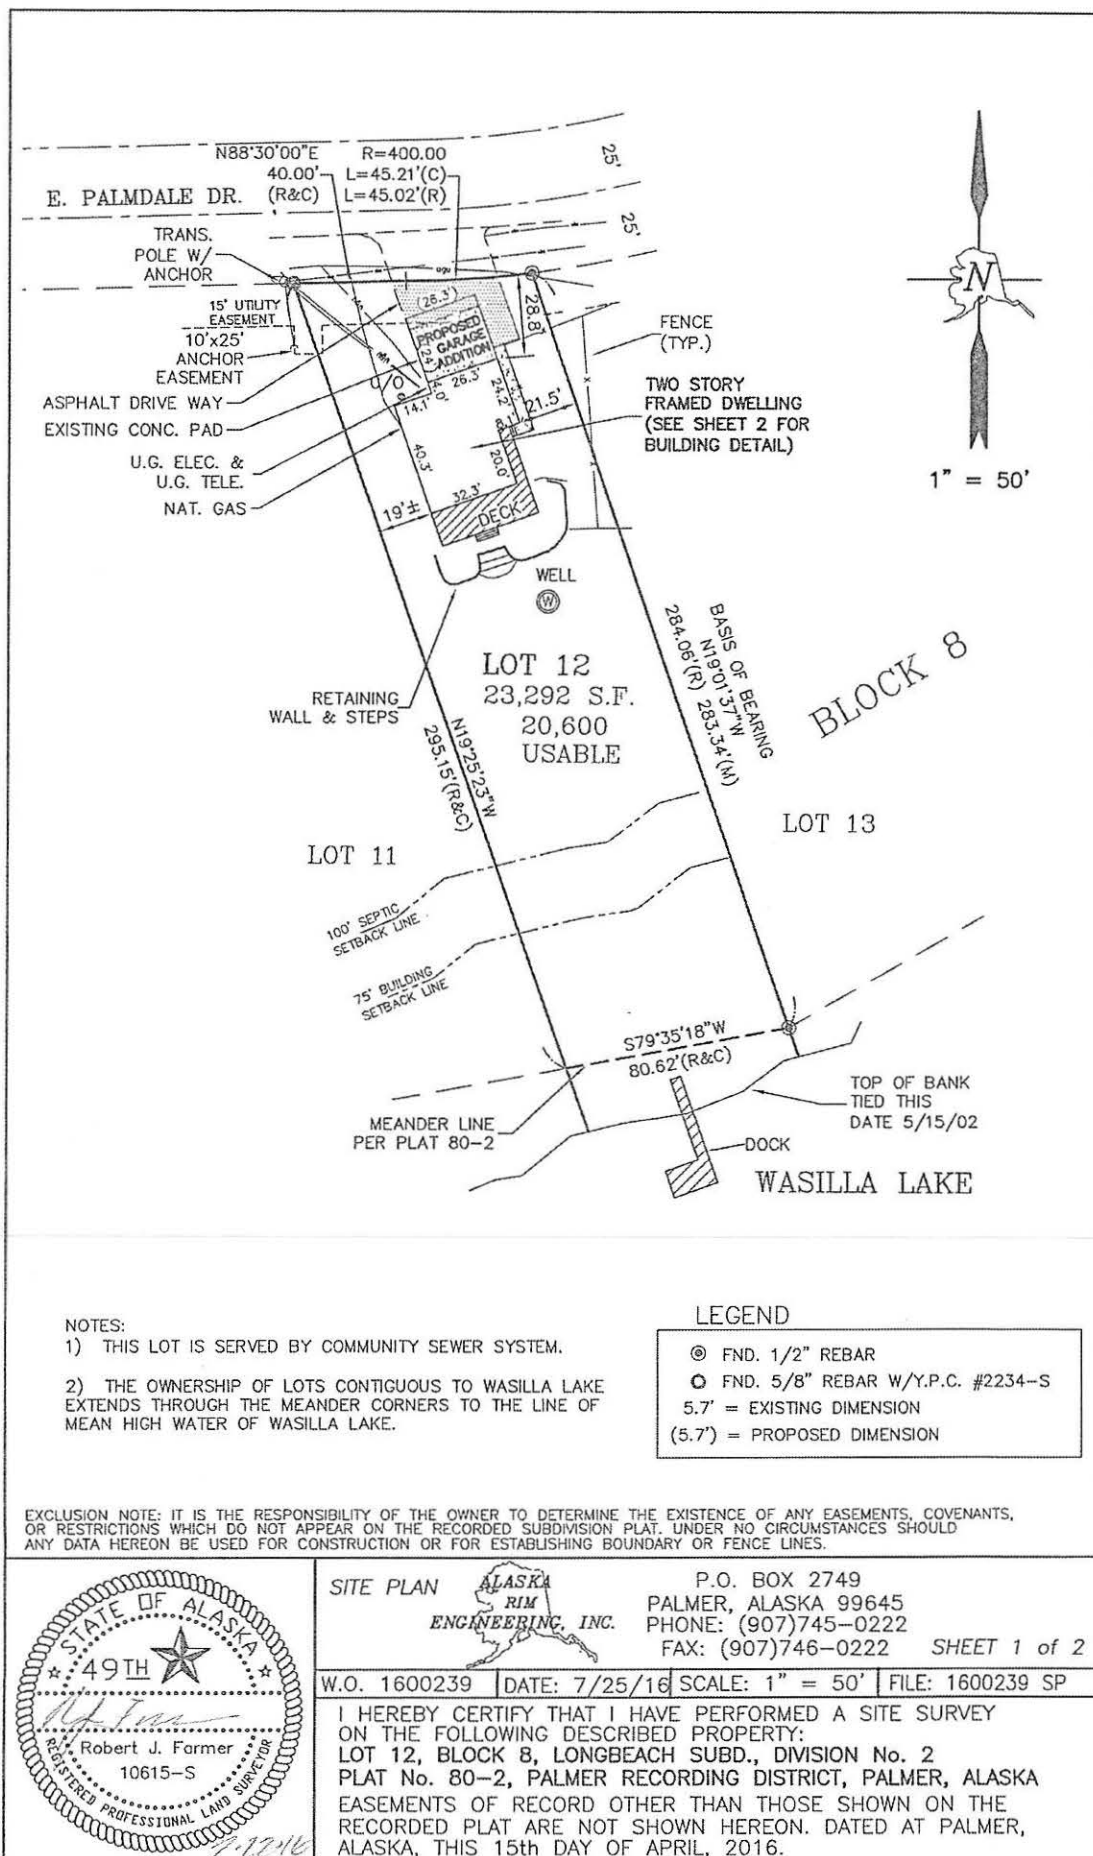 N88°30'00"E
40.00'
(R&C)
R=400.00
L=45.21'(C)
L=45.02'(R)
25'
25'
E. PALMDALE DR.
TRANS.
POLE W/
ANCHOR
15' UTILITY
EASEMENT
10'x25'
ANCHOR
EASEMENT
ASPHALT DRIVE WAY
EXISTING CONC. PAD
U.G. ELEC. &
U.G. TELE.
NAT. GAS
(26.3')
PROPOSED
GARAGE
ADDITION
28.8'
26.3'
4.0'
14.1'
24.2'
21.5'
40.3'
20.0'
32.3'
19'±
DECK
FENCE
(TYP.)
TWO STORY
FRAMED DWELLING
(SEE SHEET 2 FOR
BUILDING DETAIL)
N
1" = 50'
WELL
W
RETAINING
WALL & STEPS
LOT 12
23,292 S.F.
20,600
USABLE
BASIS OF BEARING
N19°01'37"W
284.06'(R) 283.34'(M)
BLOCK 8
N19°25'23"W
295.15'(R&C)
LOT 11
LOT 13
100' SEPTIC
SETBACK LINE
75' BUILDING
SETBACK LINE
S79°35'18"W
80.62'(R&C)
MEANDER LINE
PER PLAT 80-2
TOP OF BANK
TIED THIS
DATE 5/15/02
DOCK
WASILLA LAKE
NOTES:
1) THIS LOT IS SERVED BY COMMUNITY SEWER SYSTEM.
2) THE OWNERSHIP OF LOTS CONTIGUOUS TO WASILLA LAKE
EXTENDS THROUGH THE MEANDER CORNERS TO THE LINE OF
MEAN HIGH WATER OF WASILLA LAKE.
LEGEND
FND. 1/2" REBAR
FND. 5/8" REBAR W/Y.P.C. #2234-S
5.7' = EXISTING DIMENSION
(5.7') = PROPOSED DIMENSION
EXCLUSION NOTE: IT IS THE RESPONSIBILITY OF THE OWNER TO DETERMINE THE EXISTENCE OF ANY EASEMENTS, COVENANTS,
OR RESTRICTIONS WHICH DO NOT APPEAR ON THE RECORDED SUBDIVISION PLAT. UNDER NO CIRCUMSTANCES SHOULD
ANY DATA HEREON BE USED FOR CONSTRUCTION OR FOR ESTABLISHING BOUNDARY OR FENCE LINES.
STATE OF ALASKA
49TH
Robert J. Farmer
10615-S
REGISTERED PROFESSIONAL LAND SURVEYOR
SITE PLAN
ALASKA
RIM
ENGINEERING, INC.
P.O. BOX 2749
PALMER, ALASKA 99645
PHONE: (907)745-0222
FAX: (907)746-0222
SHEET 1 of 2
W.O. 1600239
DATE: 7/25/16
SCALE: 1" = 50'
FILE: 1600239 SP
I HEREBY CERTIFY THAT I HAVE PERFORMED A SITE SURVEY
ON THE FOLLOWING DESCRIBED PROPERTY:
LOT 12, BLOCK 8, LONGBEACH SUBD., DIVISION No. 2
PLAT No. 80-2, PALMER RECORDING DISTRICT, PALMER, ALASKA
EASEMENTS OF RECORD OTHER THAN THOSE SHOWN ON THE
RECORDED PLAT ARE NOT SHOWN HEREON. DATED AT PALMER,
ALASKA, THIS 15th DAY OF APRIL, 2016.